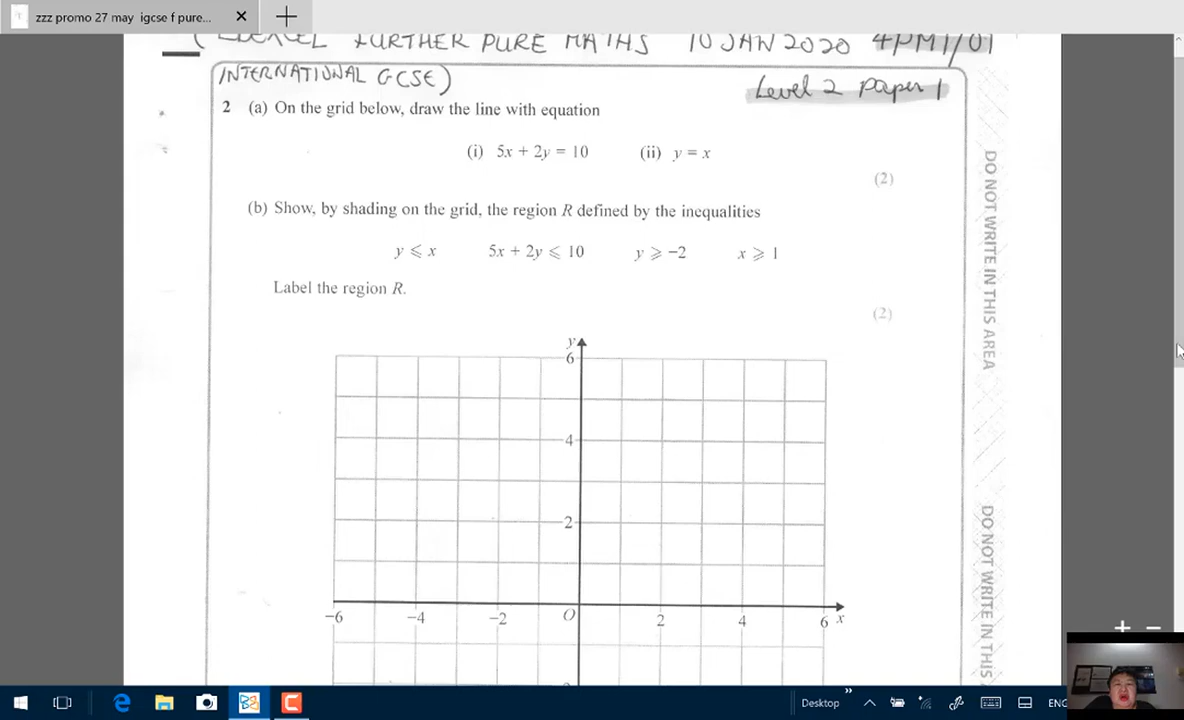 zzz promo 27 may igcse f pure...
( EDEXCEL FURTHER PURE MATHS 10 JAN 2020 4PM1/01
INTERNATIONAL GCSE)
Level 2 Paper 1
2 (a) On the grid below, draw the line with equation
(i) 5x + 2y = 10 (ii) y = x
(2)
(b) Show, by shading on the grid, the region R defined by the inequalities
y ⩽ x 5x + 2y ⩽ 10 y ⩾ −2 x ⩾ 1
Label the region R.
(2)
DO NOT WRITE IN THIS AREA
y
6
4
2
−6 −4 −2 O 2 4 6 x
DO NOT WRITE IN THIS
Desktop
ENG